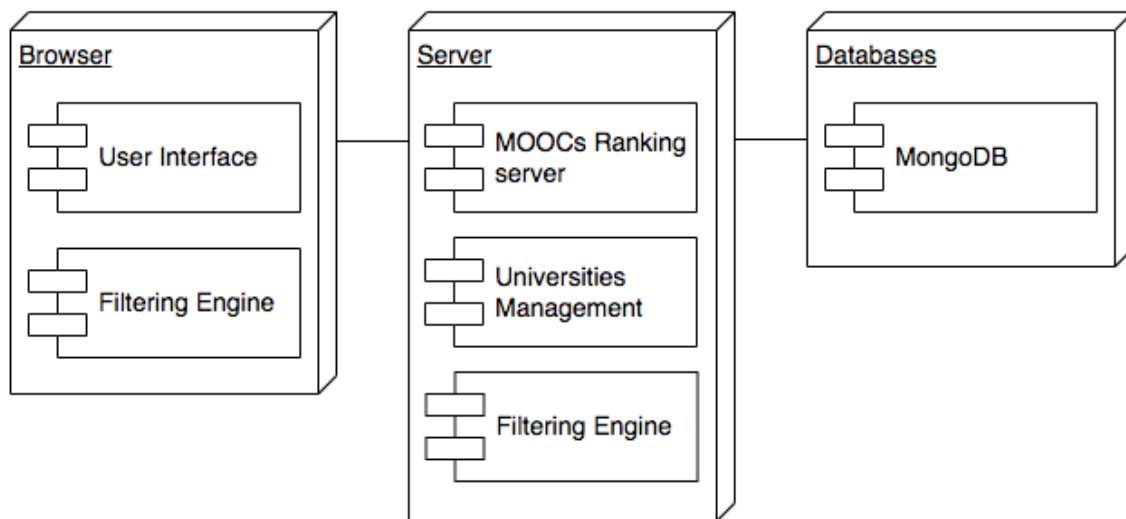 Browser
User Interface
Filtering Engine
Server
MOOCs Ranking
server
Universities
Management
Filtering Engine
Databases
MongoDB